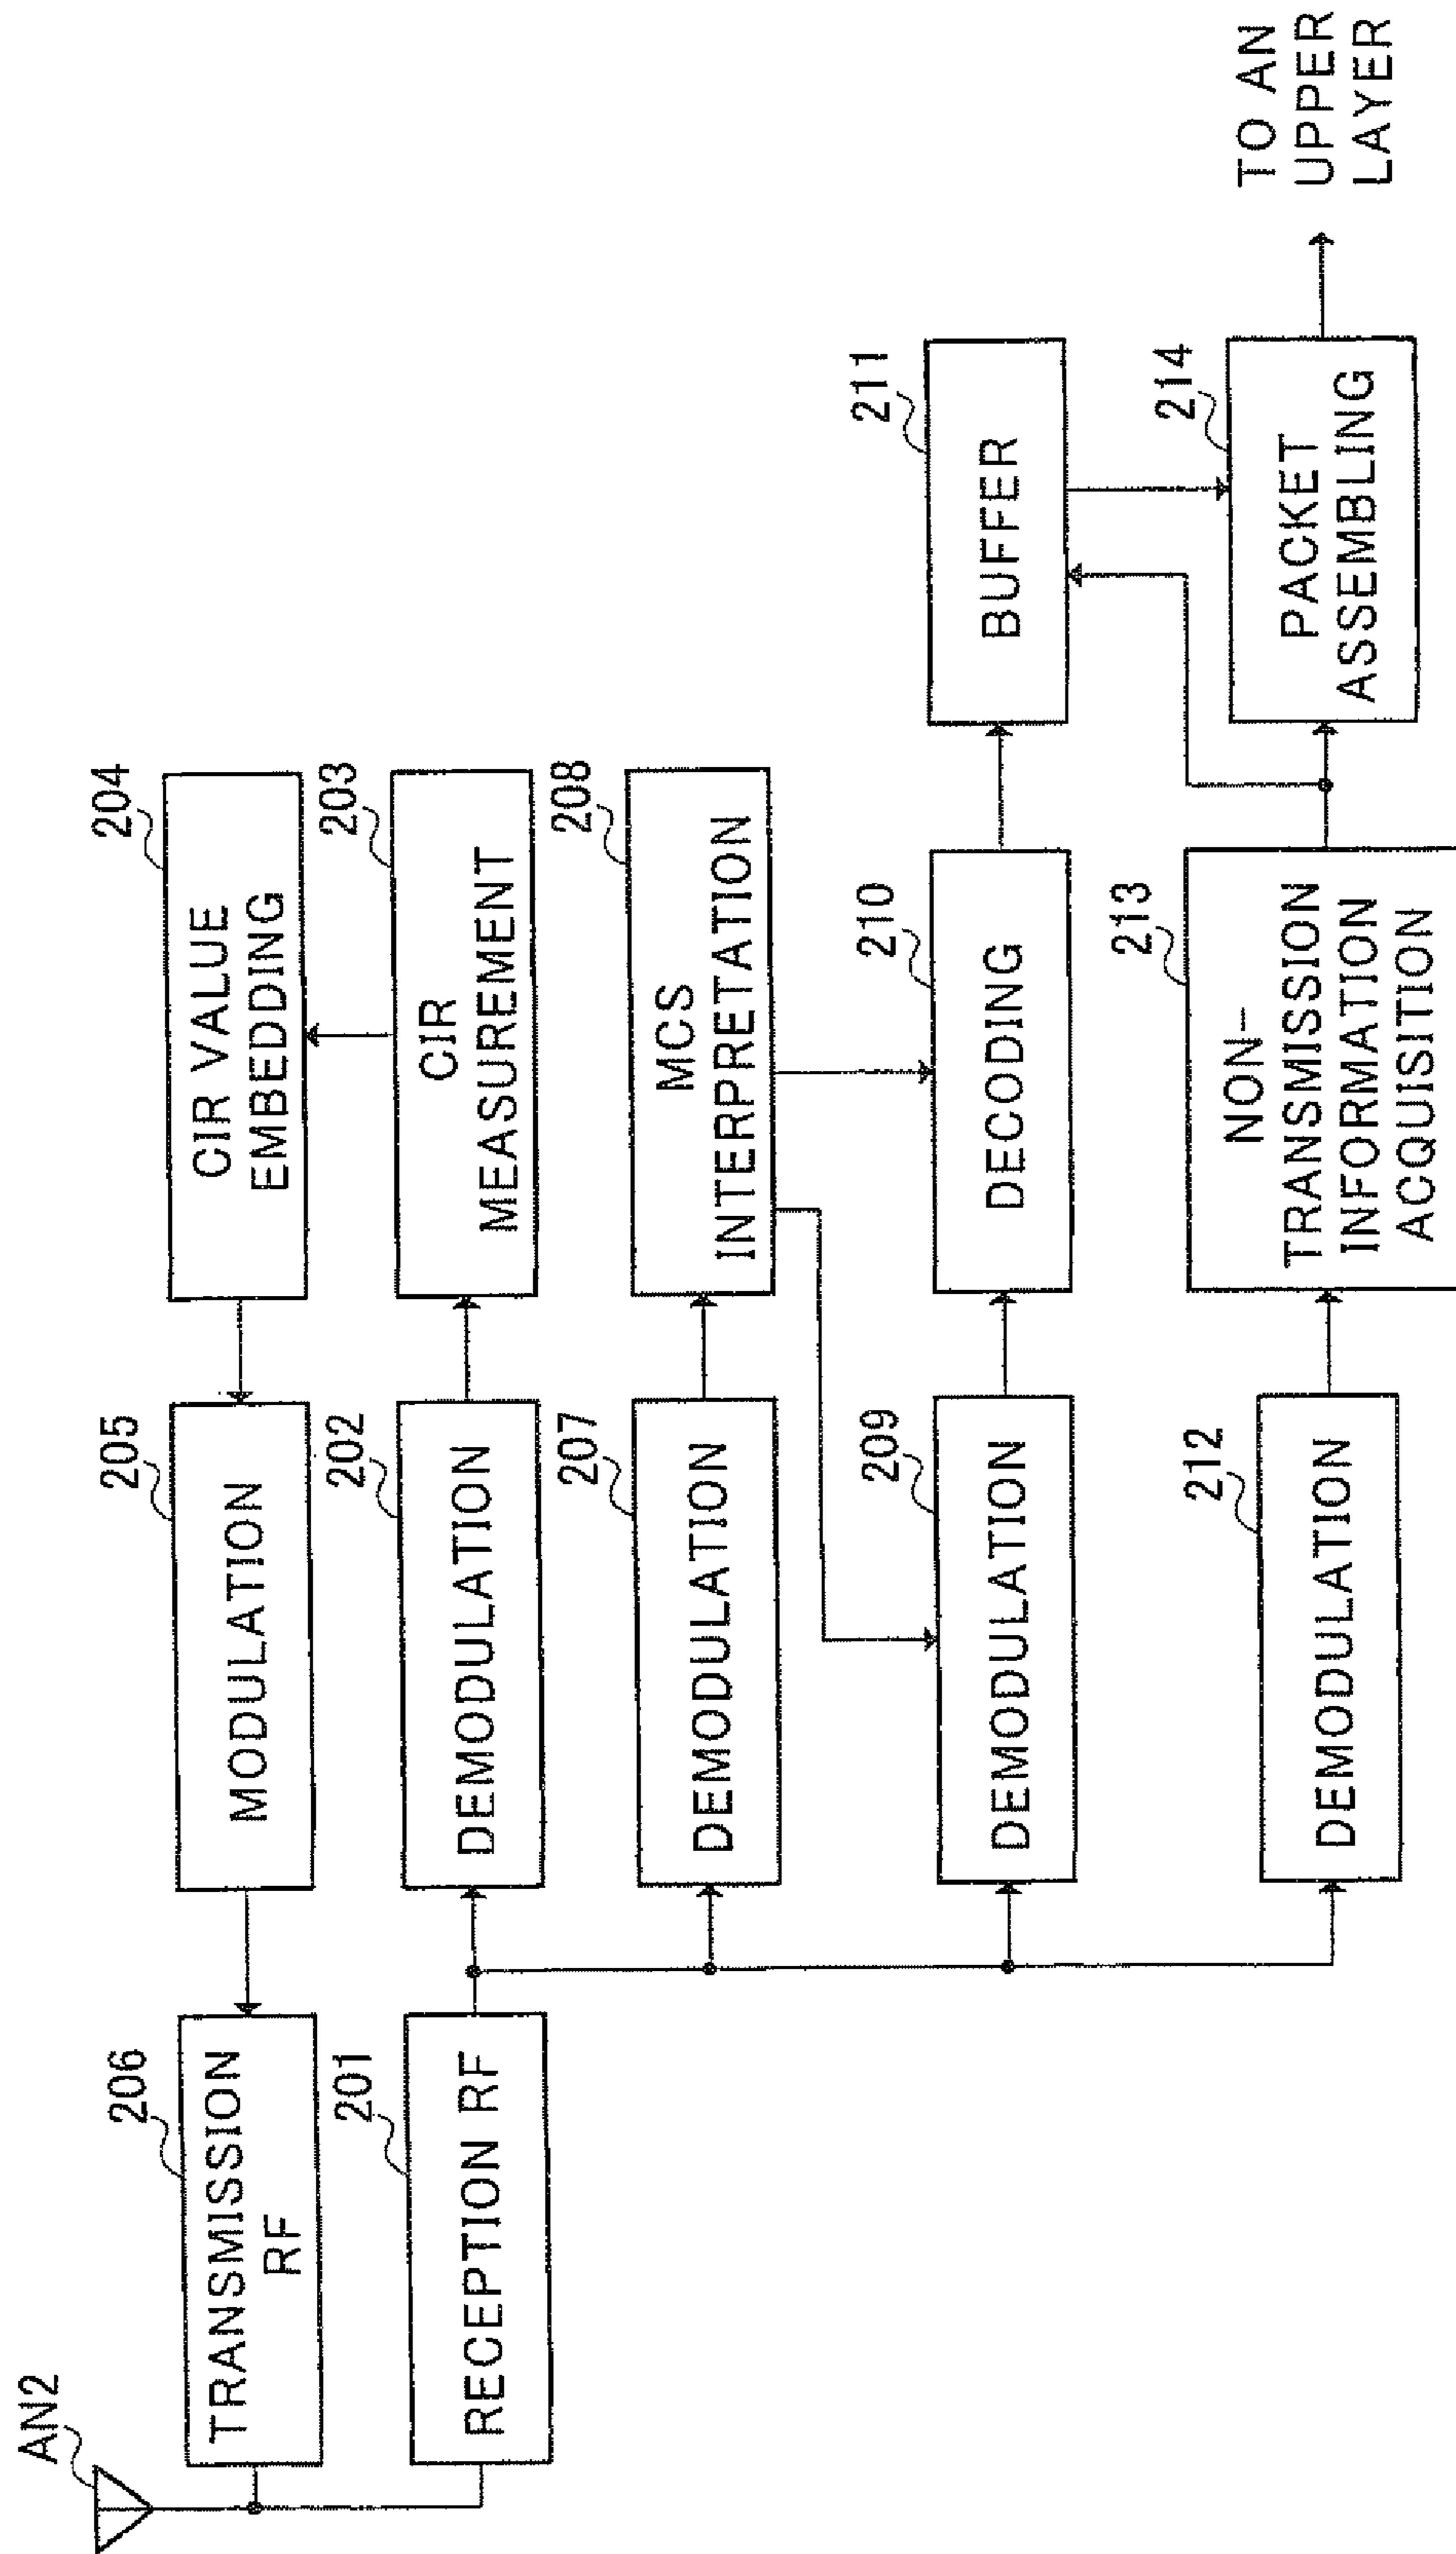 AN2
206
TRANSMISSION
RF
205
MODULATION
204
CIR VALUE
EMBEDDING
201
RECEPTION RF
202
DEMODULATION
203
CIR
MEASUREMENT
207
DEMODULATION
208
MCS
INTERPRETATION
209
DEMODULATION
210
DECODING
211
BUFFER
212
DEMODULATION
213
NON-
TRANSMISSION
INFORMATION
ACQUISITION
214
PACKET
ASSEMBLING
TO AN
UPPER
LAYER